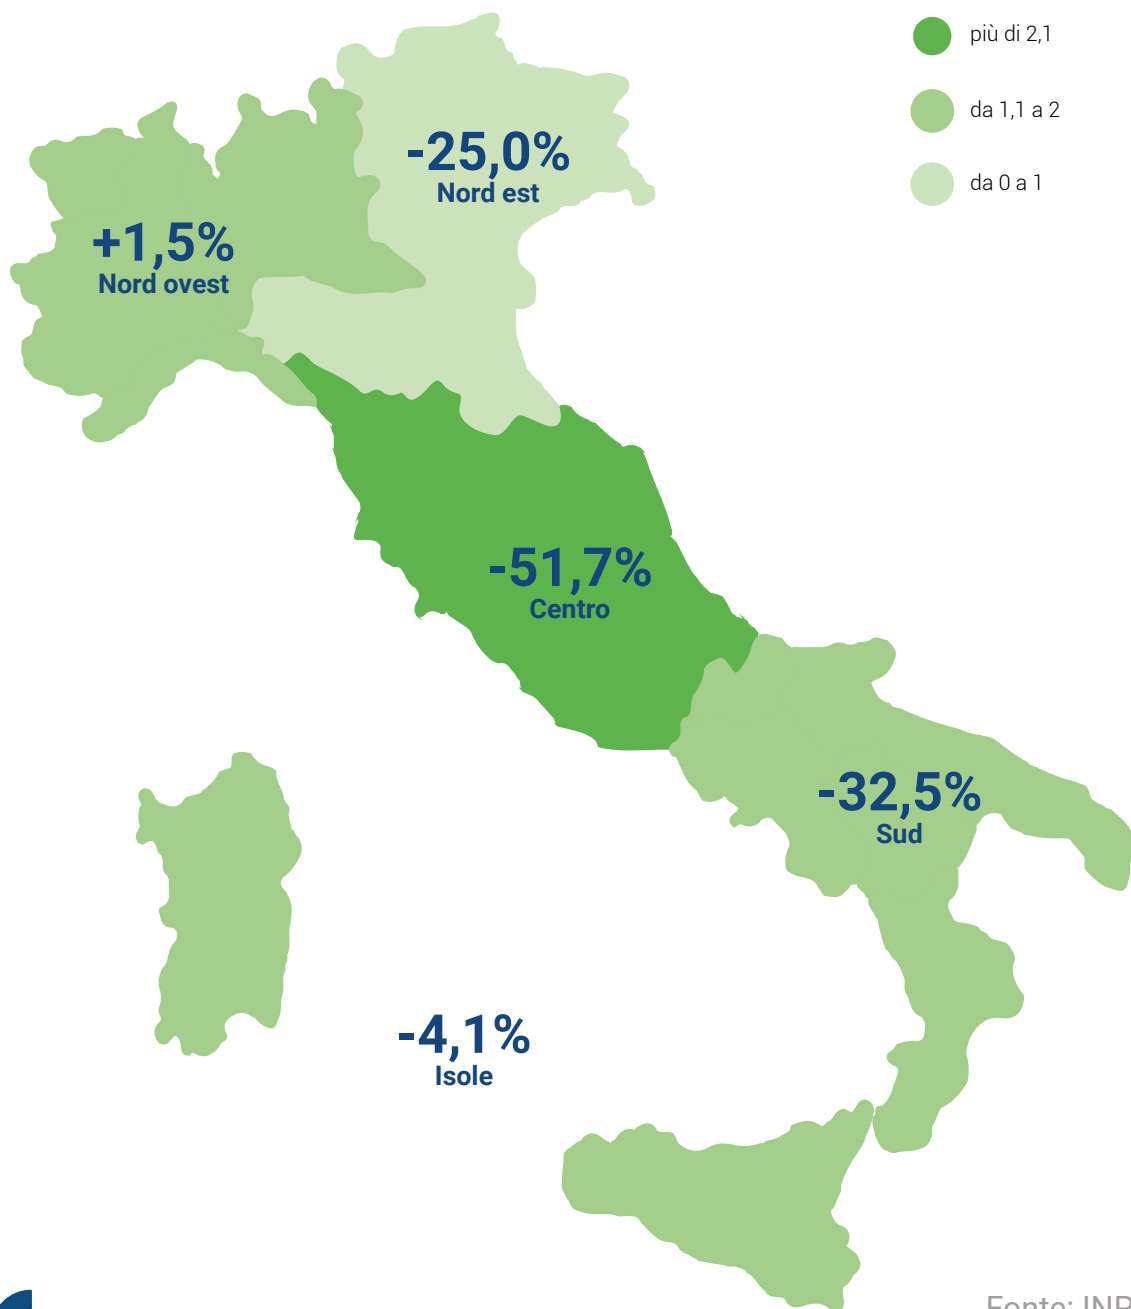 più di 2,1
da 1,1 a 2
da 0 a 1
-25,0%
Nord est
+1,5%
Nord ovest
-51,7%
Centro
-32,5%
Sud
-4,1%
Isole
Fonte: